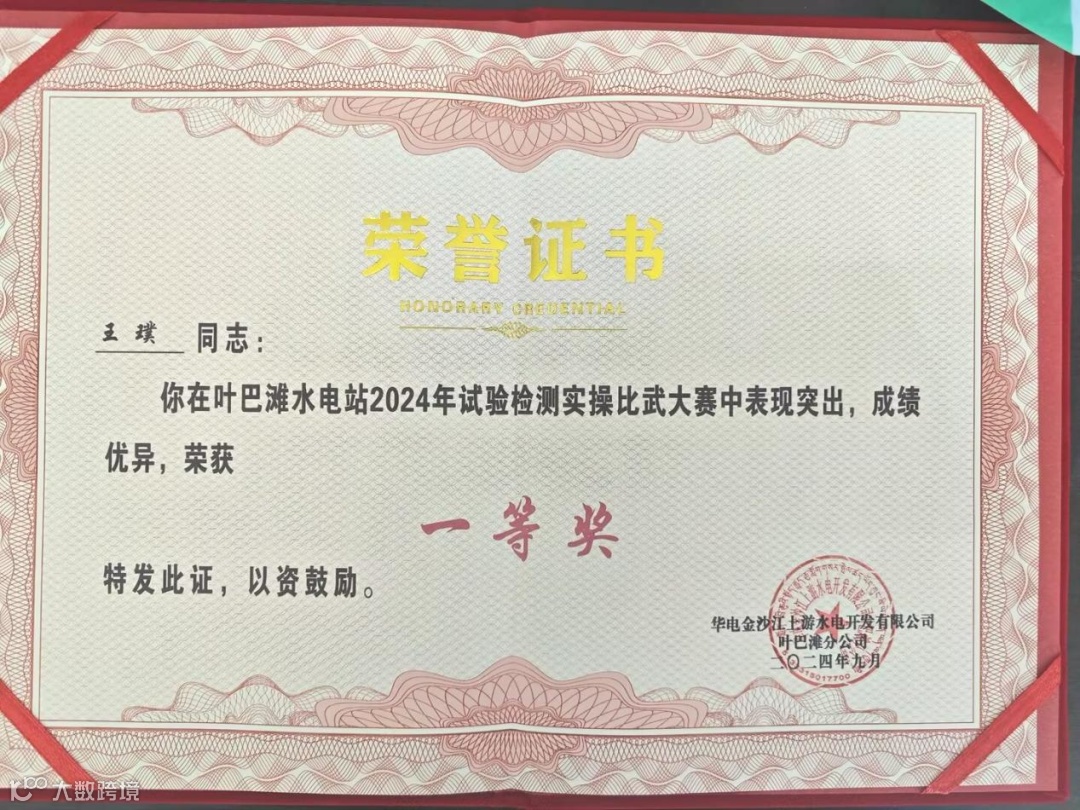 荣誉证书
HONORARY CREDENTIAL
王璞 同志：
你在叶巴滩水电站2024年试验检测实操比武大赛中表现突出，成绩
优异，荣获
一等奖
特发此证，以资鼓励。
华电金沙江上游水电开发有限公司
叶巴滩分公司
二〇二四年九月
大数跨境